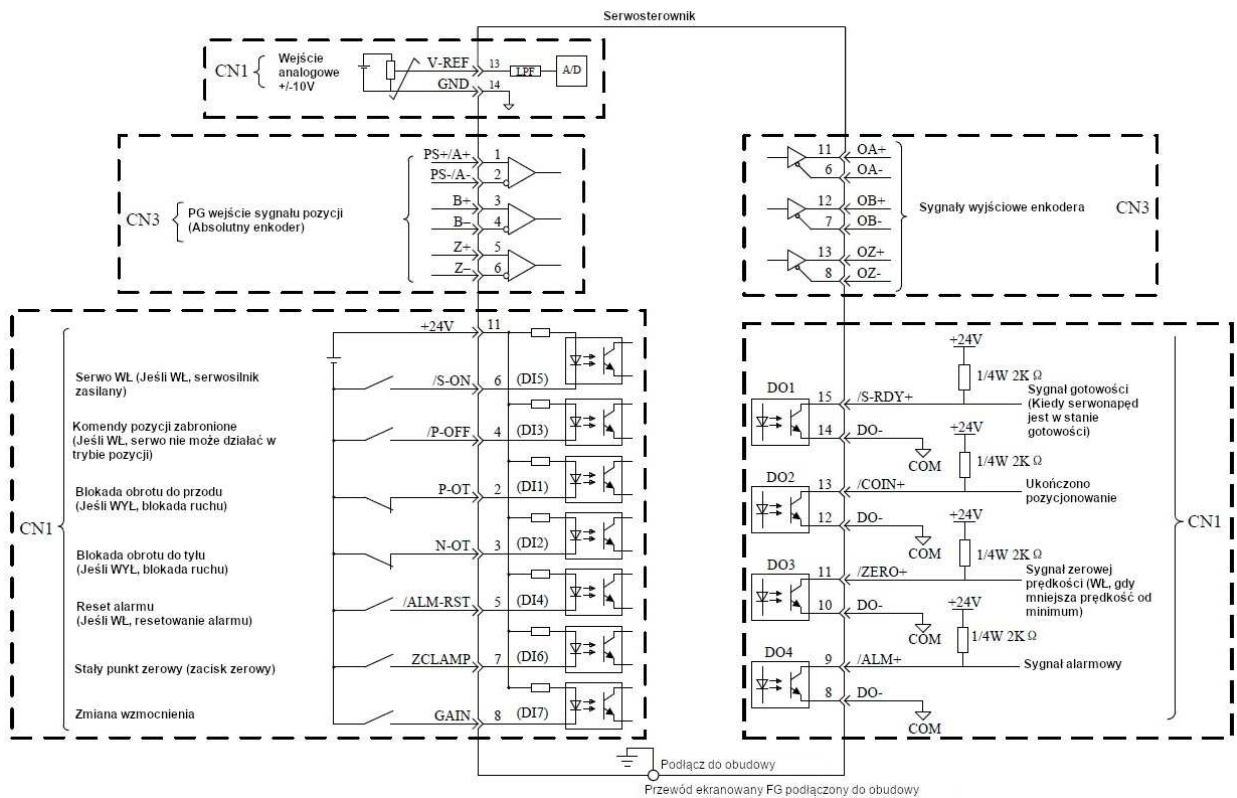 Serwosterownik
CN1
Wejście
analogowe
+/-10V
V-REF 13 LPF A/D
GND 14
CN3
PG wejście sygnału pozycji
(Absolutny enkoder)
PS+/A+ 1
PS-/A- 2
B+ 3
B– 4
Z+ 5
Z– 6
11 OA+
6 OA-
12 OB+
7 OB-
13 OZ+
8 OZ-
Sygnały wyjściowe enkodera
CN3
CN1
+24V 11
Serwo WŁ (Jeśli WŁ, serwosilnik
zasilany)
/S-ON 6 (DI5)
Komendy pozycji zabronione
(Jeśli WŁ, serwo nie może działać w
trybie pozycji)
/P-OFF 4 (DI3)
Blokada obrotu do przodu
(Jeśli WYŁ, blokada ruchu)
P-OT 2 (DI1)
Blokada obrotu do tyłu
(Jeśli WYŁ, blokada ruchu)
N-OT 3 (DI2)
Reset alarmu
(Jeśli WŁ, resetowanie alarmu)
/ALM-RST 5 (DI4)
Stały punkt zerowy (zacisk zerowy)
ZCLAMP 7 (DI6)
Zmiana wzmocnienia
GAIN 8 (DI7)
+24V
1/4W 2K Ω
DO1
15 /S-RDY+
14 DO-
COM
Sygnał gotowości
(Kiedy serwonapęd
jest w stanie
gotowości)
+24V
1/4W 2K Ω
DO2
13 /COIN+
12 DO-
COM
Ukończono
pozycjonowanie
+24V
1/4W 2K Ω
DO3
11 /ZERO+
10 DO-
COM
Sygnał zerowej
prędkości (WŁ, gdy
mniejsza prędkość od
minimum)
+24V
1/4W 2K Ω
DO4
9 /ALM+
8 DO-
COM
Sygnał alarmowy
CN1
Podłącz do obudowy
Przewód ekranowany FG podłączony do obudowy